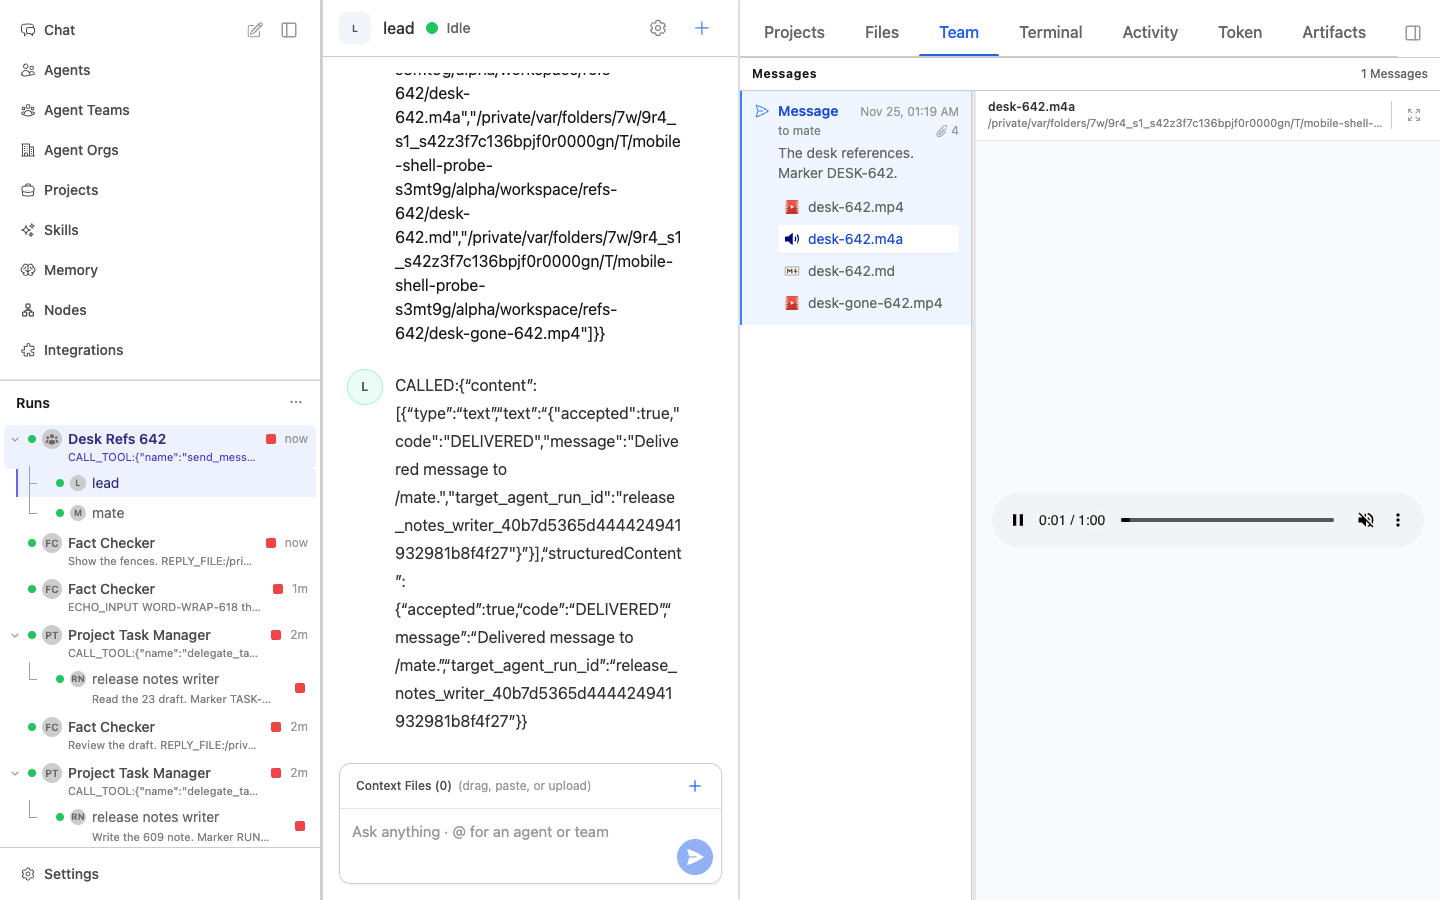 Chat
Agents
Agent Teams
Agent Orgs
Projects
Skills
Memory
Nodes
Integrations
Runs
Desk Refs 642
now
CALL_TOOL:{"name":"send_mess...
L
lead
M
mate
FC
Fact Checker
now
Show the fences. REPLY_FILE:/pri...
FC
Fact Checker
1m
ECHO_INPUT WORD-WRAP-618 th...
PT
Project Task Manager
2m
CALL_TOOL:{"name":"delegate_ta...
RN
release notes writer
Read the 23 draft. Marker TASK-...
FC
Fact Checker
2m
Review the draft. REPLY_FILE:/priv...
PT
Project Task Manager
2m
CALL_TOOL:{"name":"delegate_ta...
RN
release notes writer
Write the 609 note. Marker RUN...
Settings
L
lead
Idle
s3mt9g/alpha/workspace/refs-
642/desk-
642.m4a","/private/var/folders/7w/9r4_
s1_s42z3f7c136bpjf0r0000gn/T/mobile
-shell-probe-
s3mt9g/alpha/workspace/refs-
642/desk-
642.md","/private/var/folders/7w/9r4_s1
_s42z3f7c136bpjf0r0000gn/T/mobile-
shell-probe-
s3mt9g/alpha/workspace/refs-
642/desk-gone-642.mp4"]}}
L
CALLED:{“content”:
[{“type”:“text”,“text”:“{"accepted":true,"
code":"DELIVERED","message":"Delive
red message to
/mate.","target_agent_run_id":"release
_notes_writer_40b7d5365d444424941
932981b8f4f27"}”}],“structuredContent
”:
{“accepted”:true,“code”:“DELIVERED”,“
message”:“Delivered message to
/mate.”,“target_agent_run_id”:“release_
notes_writer_40b7d5365d444424941
932981b8f4f27”}}
Context Files (0) (drag, paste, or upload)
Ask anything · @ for an agent or team
Projects
Files
Team
Terminal
Activity
Token
Artifacts
Messages
1 Messages
Message
Nov 25, 01:19 AM
to mate
4
The desk references.
Marker DESK-642.
desk-642.mp4
desk-642.m4a
M+
desk-642.md
desk-gone-642.mp4
desk-642.m4a
/private/var/folders/7w/9r4_s1_s42z3f7c136bpjf0r0000gn/T/mobile-shell-...
0:01 / 1:00